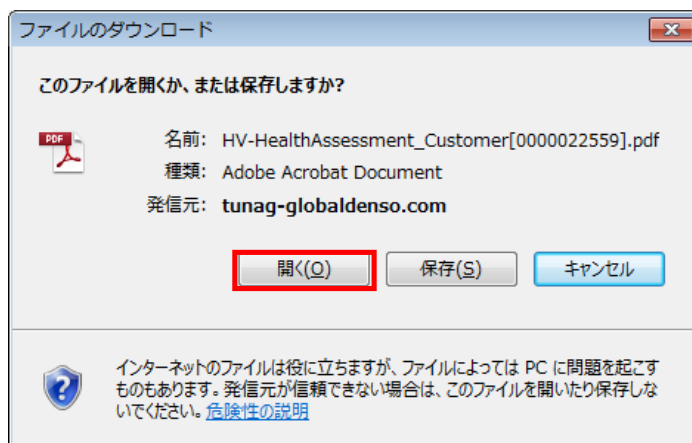 ファイルのダウンロード
このファイルを開くか、または保存しますか?
PDF
名前: HV-HealthAssessment_Customer[0000022559].pdf
種類: Adobe Acrobat Document
発信元: tunag-globaldenso.com
開く(O) 保存(S) キャンセル
インターネットのファイルは役に立ちますが、ファイルによっては PC に問題を起こす
ものもあります。発信元が信頼できない場合は、このファイルを開いたり保存しな
いでください。危険性の説明